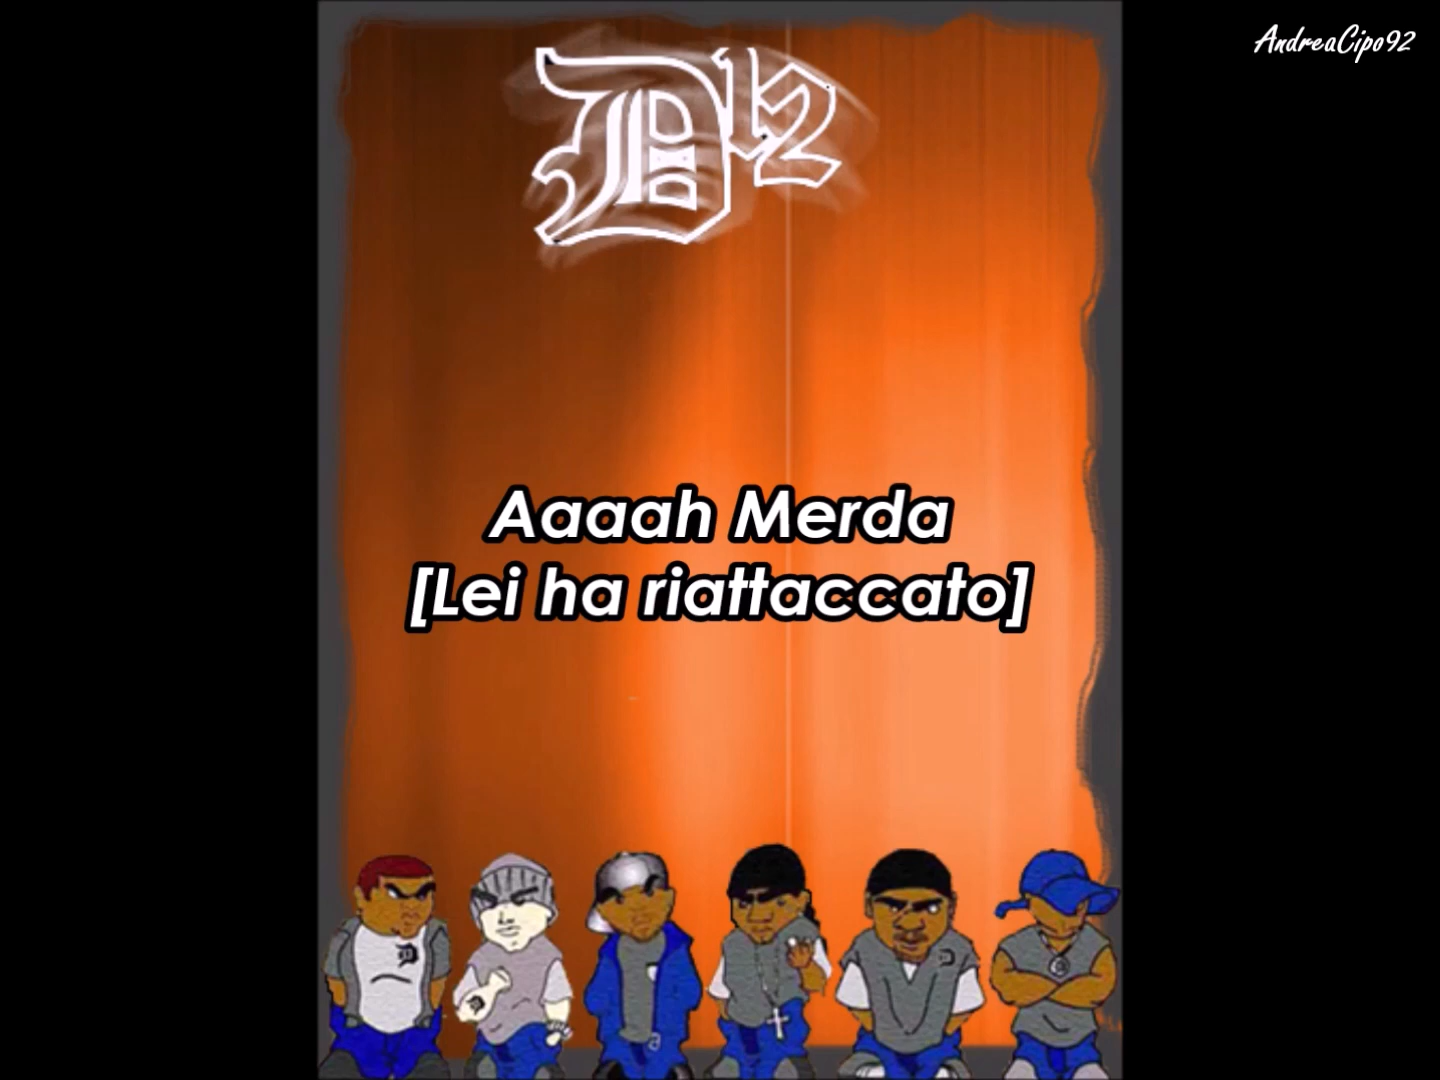 AndreaCipo92
D12
Aaaah Merda
[Lei ha riattaccato]
D
D
D